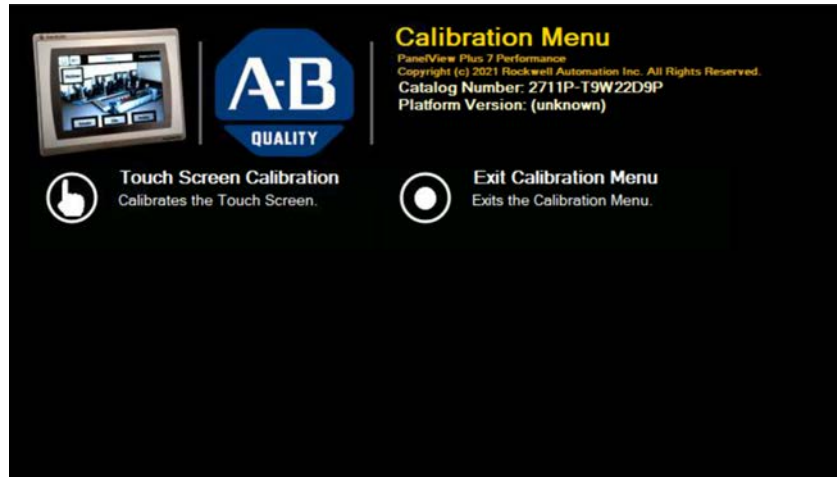 A-B
QUALITY
Calibration Menu
PanelView Plus 7 Performance
Copyright (c) 2021 Rockwell Automation Inc. All Rights Reserved.
Catalog Number: 2711P-T9W22D9P
Platform Version: (unknown)
Touch Screen Calibration
Calibrates the Touch Screen.
Exit Calibration Menu
Exits the Calibration Menu.